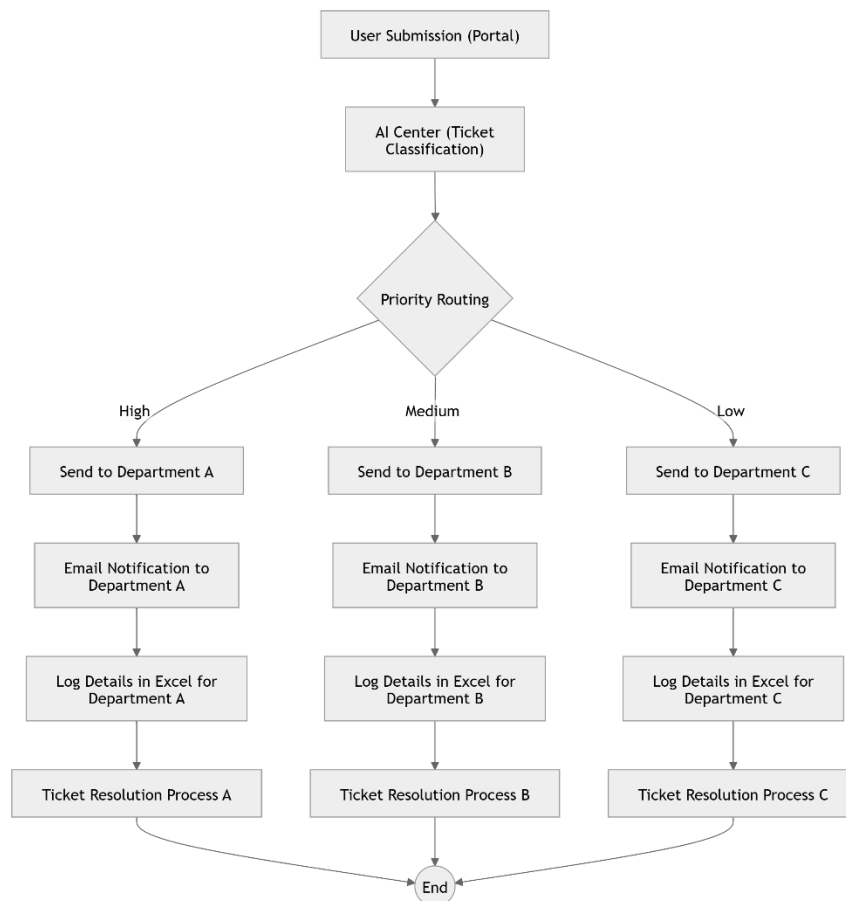 User Submission (Portal)
AI Center (Ticket
Classification)
Priority Routing
High
Medium
Low
Send to Department A
Send to Department B
Send to Department C
Email Notification to
Department A
Email Notification to
Department B
Email Notification to
Department C
Log Details in Excel for
Department A
Log Details in Excel for
Department B
Log Details in Excel for
Department C
Ticket Resolution Process A
Ticket Resolution Process B
Ticket Resolution Process C
End